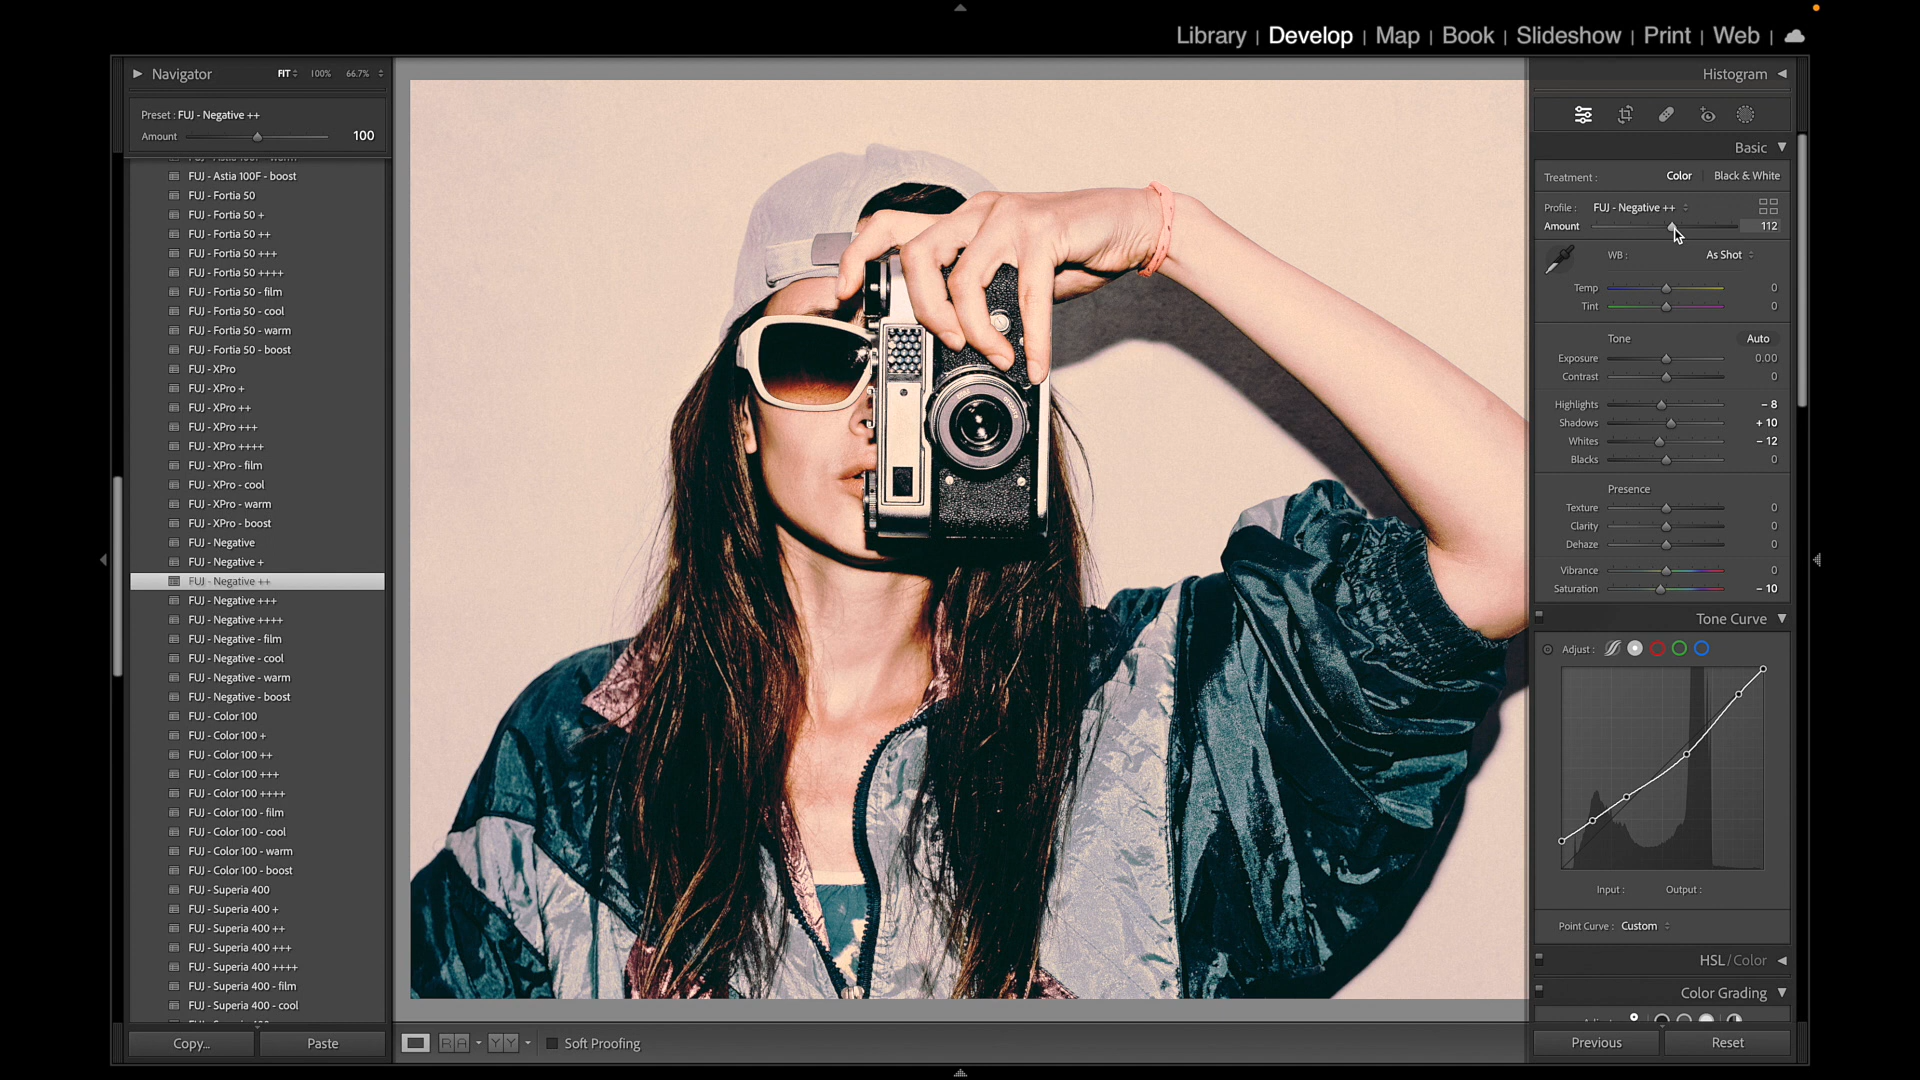 Library | Develop | Map | Book | Slideshow | Print | Web |
Navigator FIT 100% 66.7%
Preset : FUJ - Negative ++
Amount 100
FUJ - Astia 100F - warm
FUJ - Astia 100F - boost
FUJ - Fortia 50
FUJ - Fortia 50 +
FUJ - Fortia 50 ++
FUJ - Fortia 50 +++
FUJ - Fortia 50 ++++
FUJ - Fortia 50 - film
FUJ - Fortia 50 - cool
FUJ - Fortia 50 - warm
FUJ - Fortia 50 - boost
FUJ - XPro
FUJ - XPro +
FUJ - XPro ++
FUJ - XPro +++
FUJ - XPro ++++
FUJ - XPro - film
FUJ - XPro - cool
FUJ - XPro - warm
FUJ - XPro - boost
FUJ - Negative
FUJ - Negative +
FUJ - Negative ++
FUJ - Negative +++
FUJ - Negative ++++
FUJ - Negative - film
FUJ - Negative - cool
FUJ - Negative - warm
FUJ - Negative - boost
FUJ - Color 100
FUJ - Color 100 +
FUJ - Color 100 ++
FUJ - Color 100 +++
FUJ - Color 100 ++++
FUJ - Color 100 - film
FUJ - Color 100 - cool
FUJ - Color 100 - warm
FUJ - Color 100 - boost
FUJ - Superia 400
FUJ - Superia 400 +
FUJ - Superia 400 ++
FUJ - Superia 400 +++
FUJ - Superia 400 ++++
FUJ - Superia 400 - film
FUJ - Superia 400 - cool
Copy... Paste
R A Y Y Soft Proofing
Histogram
Basic
Treatment : Color Black & White
Profile : FUJ - Negative ++
Amount 112
WB : As Shot
Temp 0
Tint 0
Tone Auto
Exposure 0.00
Contrast 0
Highlights – 8
Shadows + 10
Whites – 12
Blacks 0
Presence
Texture 0
Clarity 0
Dehaze 0
Vibrance 0
Saturation – 10
Tone Curve
Adjust :
Input : Output :
Point Curve : Custom
HSL / Color
Color Grading
Previous Reset